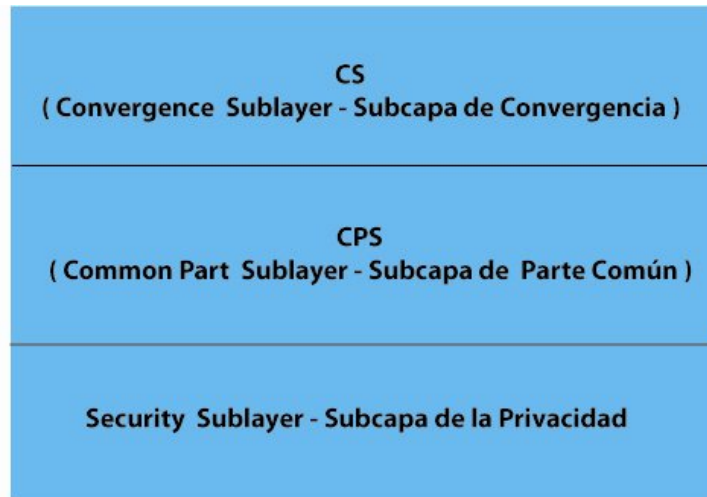 CS
( Convergence Sublayer - Subcapa de Convergencia )
CPS
( Common Part Sublayer - Subcapa de Parte Común )
Security Sublayer - Subcapa de la Privacidad